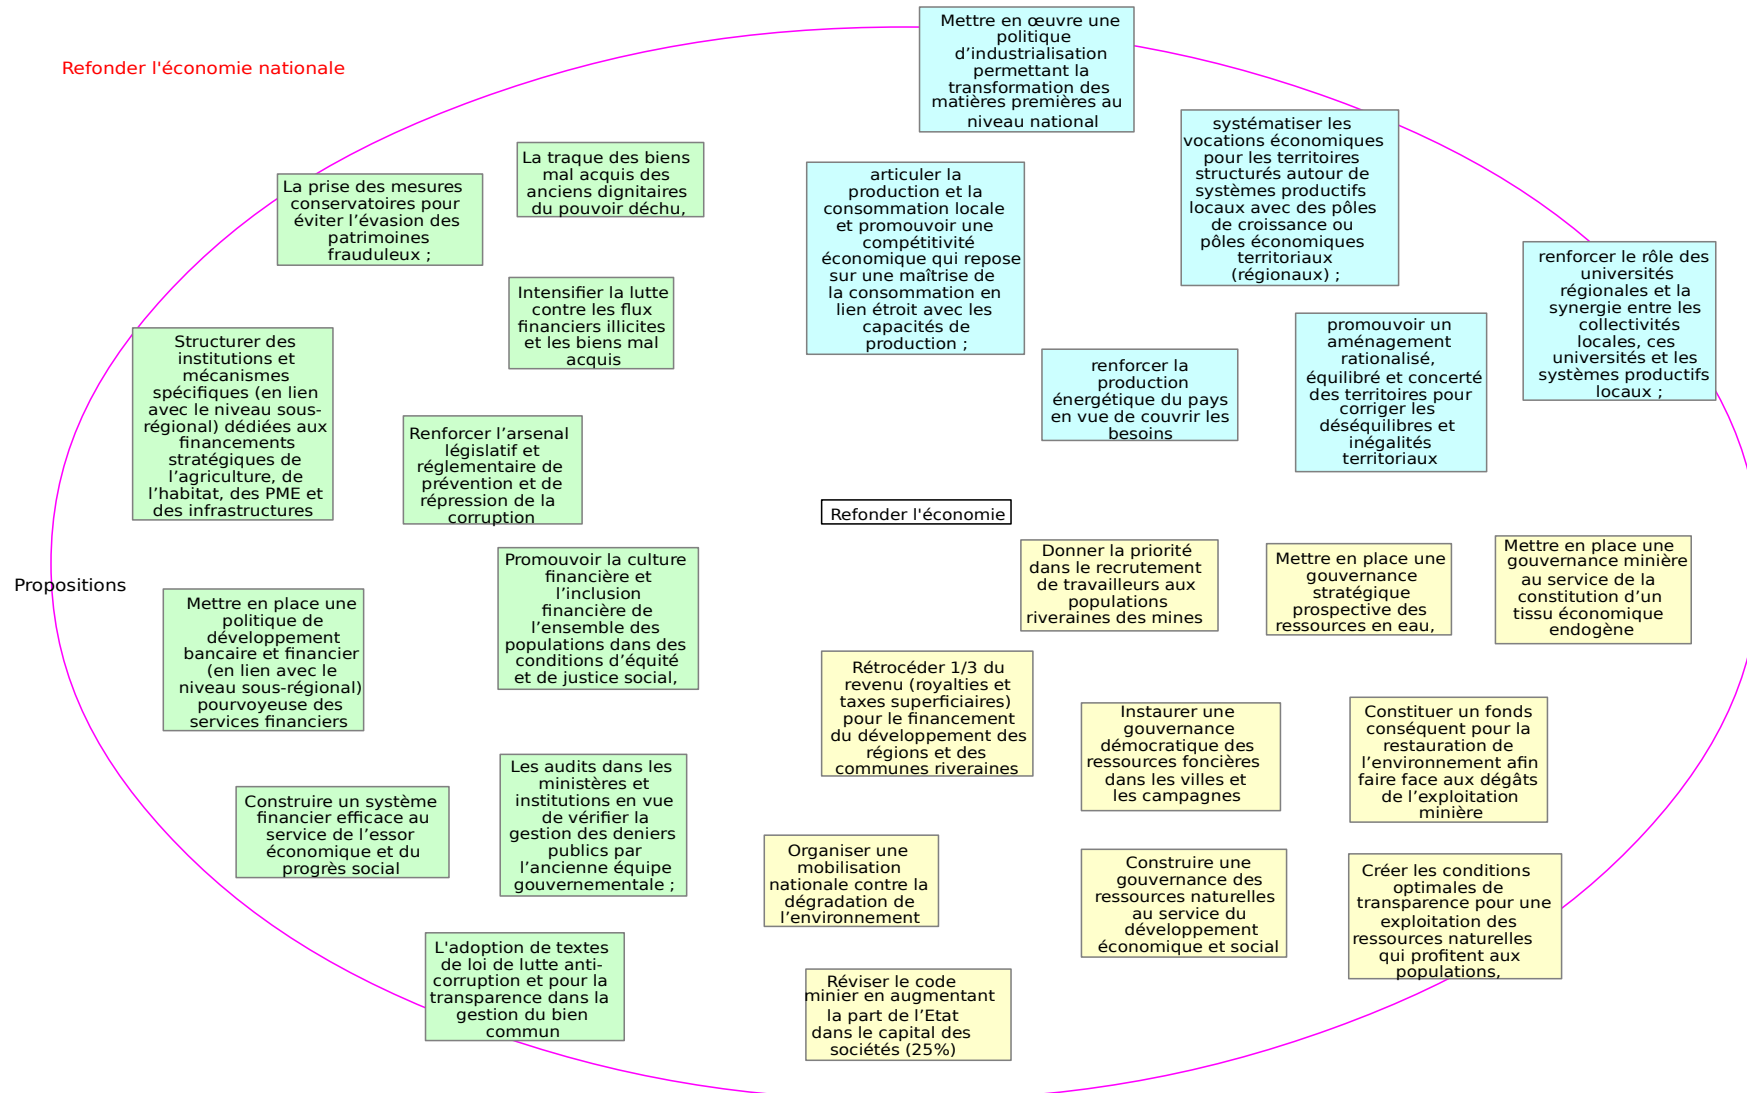 Refonder l'économie nationale
Mettre en œuvre une
politique
d’industrialisation
permettant la
transformation des
matières premières au
niveau national
La traque des biens
mal acquis des
anciens dignitaires
du pouvoir déchu,
La prise des mesures
conservatoires pour
éviter l’évasion des
patrimoines
frauduleux ;
articuler la
production et la
consommation locale
et promouvoir une
compétitivité
économique qui repose
sur une maîtrise de
la consommation en
lien étroit avec les
capacités de
production ;
systématiser les
vocations économiques
pour les territoires
structurés autour de
systèmes productifs
locaux avec des pôles
de croissance ou
pôles économiques
territoriaux
(régionaux) ;
renforcer le rôle des
universités
régionales et la
synergie entre les
collectivités
locales, ces
universités et les
systèmes productifs
locaux ;
Intensifier la lutte
contre les flux
financiers illicites
et les biens mal
acquis
Structurer des
institutions et
mécanismes
spécifiques (en lien
avec le niveau sous-
régional) dédiées aux
financements
stratégiques de
l’agriculture, de
l’habitat, des PME et
des infrastructures
renforcer la
production
énergétique du pays
en vue de couvrir les
besoins
promouvoir un
aménagement
rationalisé,
équilibré et concerté
des territoires pour
corriger les
déséquilibres et
inégalités
territoriaux
Renforcer l’arsenal
législatif et
réglementaire de
prévention et de
répression de la
corruption
Refonder l'économie
Propositions
Promouvoir la culture
financière et
l’inclusion
financière de
l’ensemble des
populations dans des
conditions d’équité
et de justice social,
Donner la priorité
dans le recrutement
de travailleurs aux
populations
riveraines des mines
Mettre en place une
gouvernance
stratégique
prospective des
ressources en eau,
Mettre en place une
gouvernance minière
au service de la
constitution d’un
tissu économique
endogène
Mettre en place une
politique de
développement
bancaire et financier
(en lien avec le
niveau sous-régional)
pourvoyeuse des
services financiers
Rétrocéder 1/3 du
revenu (royalties et
taxes superficiaires)
pour le financement
du développement des
régions et des
communes riveraines
Instaurer une
gouvernance
démocratique des
ressources foncières
dans les villes et
les campagnes
Constituer un fonds
conséquent pour la
restauration de
l’environnement afin
faire face aux dégâts
de l’exploitation
minière
Construire un système
financier efficace au
service de l’essor
économique et du
progrès social
Les audits dans les
ministères et
institutions en vue
de vérifier la
gestion des deniers
publics par
l’ancienne équipe
gouvernementale ;
Organiser une
mobilisation
nationale contre la
dégradation de
l’environnement
Construire une
gouvernance des
ressources naturelles
au service du
développement
économique et social
Créer les conditions
optimales de
transparence pour une
exploitation des
ressources naturelles
qui profitent aux
populations,
L'adoption de textes
de loi de lutte anti-
corruption et pour la
transparence dans la
gestion du bien
commun
Réviser le code
minier en augmentant
la part de l’Etat
dans le capital des
sociétés (25%)